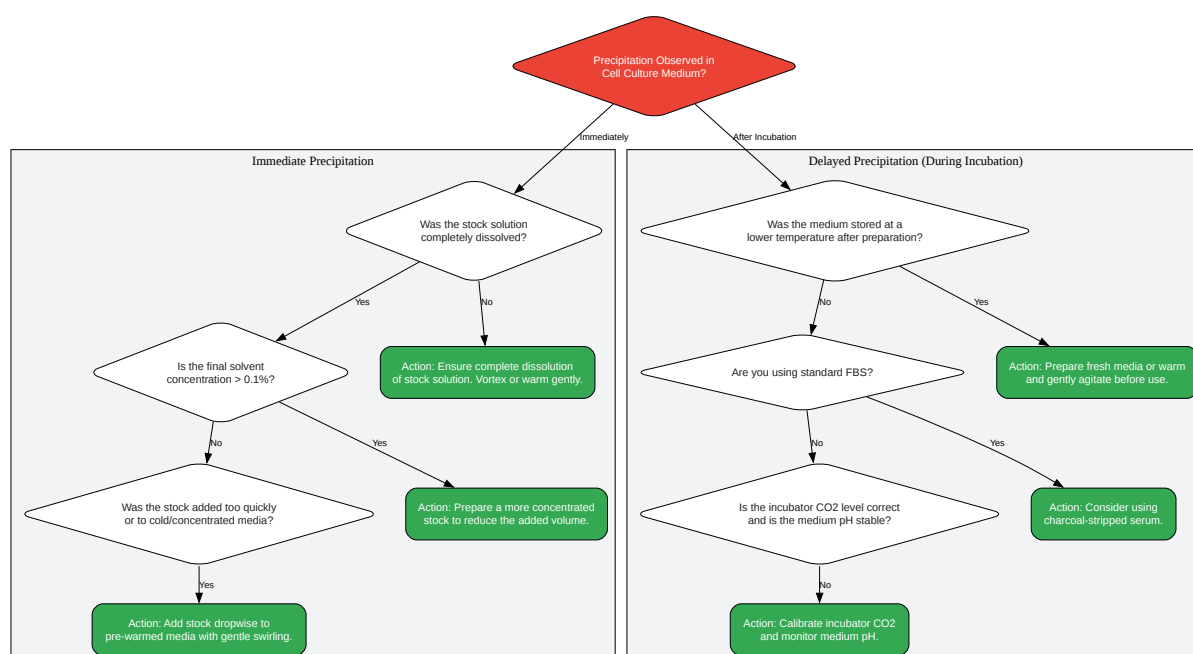 Precipitation Observed in
Cell Culture Medium?
Immediately
After Incubation
Immediate Precipitation
Was the stock solution
completely dissolved?
Yes
No
Is the final solvent
concentration > 0.1%?
Action: Ensure complete dissolution
of stock solution. Vortex or warm gently.
No
Yes
Was the stock added too quickly
or to cold/concentrated media?
Action: Prepare a more concentrated
stock to reduce the added volume.
Yes
Action: Add stock dropwise to
pre-warmed media with gentle swirling.
Delayed Precipitation (During Incubation)
Was the medium stored at a
lower temperature after preparation?
No
Yes
Are you using standard FBS?
Action: Prepare fresh media or warm
and gently agitate before use.
No
Yes
Is the incubator CO2 level correct
and is the medium pH stable?
Action: Consider using
charcoal-stripped serum.
No
Action: Calibrate incubator CO2
and monitor medium pH.